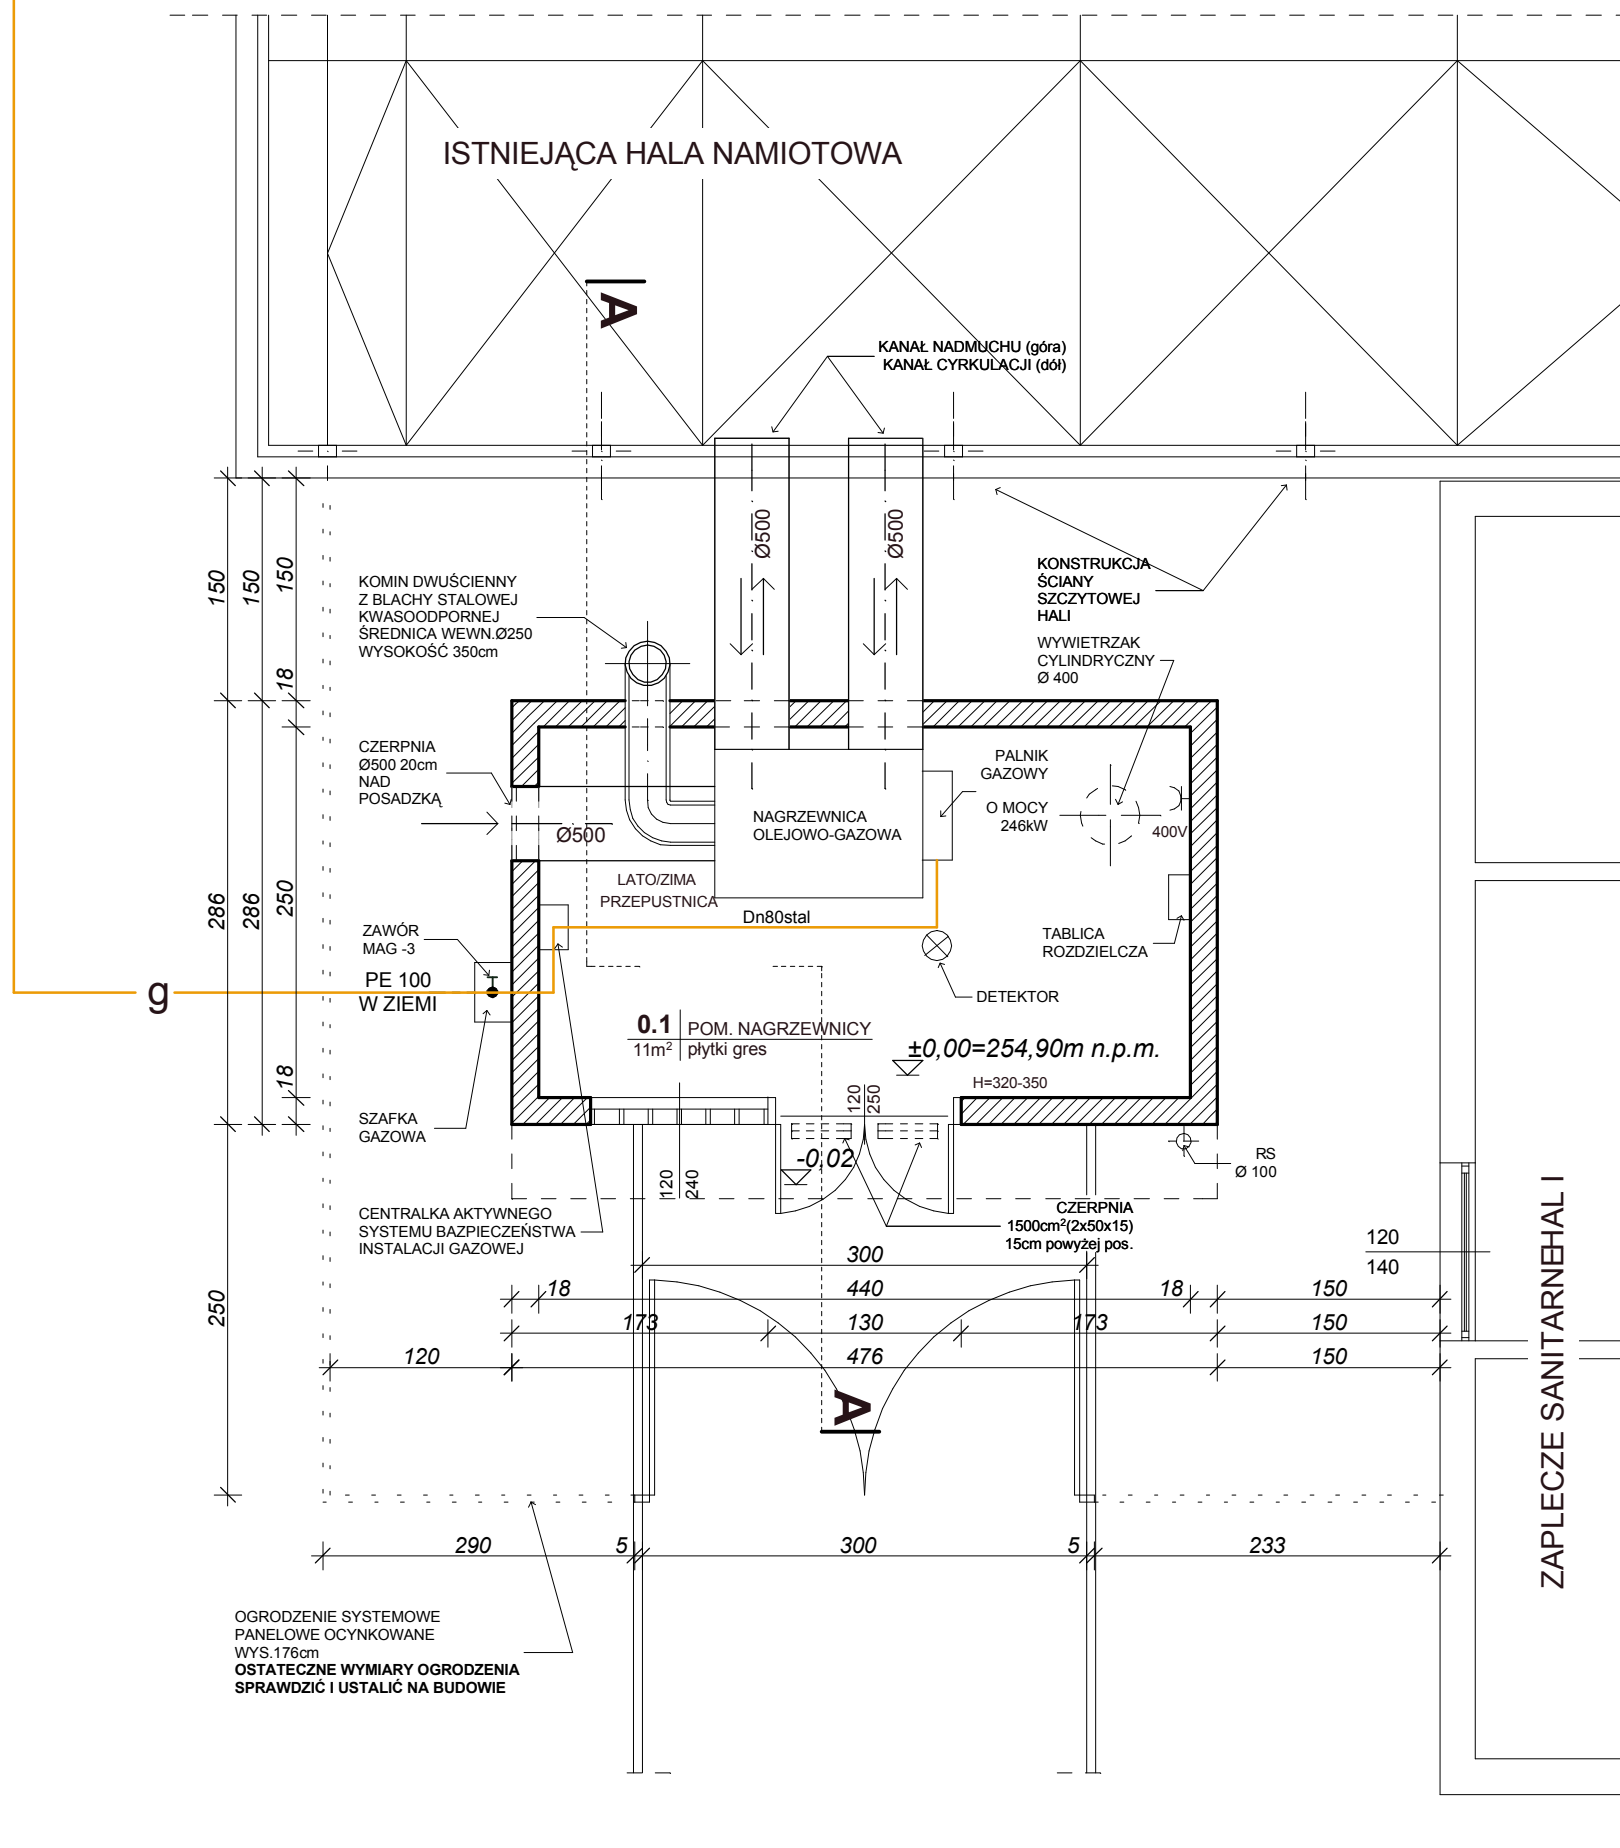 ISTNIEJĄCA HALA NAMIOTOWA
A
KANAŁ NADMUCHU (góra)
KANAŁ CYRKULACJI (dół)
Ø500
Ø500
KONSTRUKCJA
ŚCIANY
SZCZYTOWEJ
HALI
150
150
150
KOMIN DWUŚCIENNY
Z BLACHY STALOWEJ
KWASOODPORNEJ
ŚREDNICA WEWN.Ø250
WYSOKOŚĆ 350cm
WYWIETRZAK
CYLINDRYCZNY
Ø 400
18
CZERPNIA
Ø500 20cm
NAD
POSADZKĄ
Ø500
NAGRZEWNICA
OLEJOWO-GAZOWA
PALNIK
GAZOWY
O MOCY
246kW
400V
286
286
250
LATO/ZIMA
PRZEPUSTNICA
Dn80stal
ZAWÓR
MAG -3
TABLICA
ROZDZIELCZA
g
PE 100
W ZIEMI
DETEKTOR
0.1
POM. NAGRZEWNICY
11m²
płytki gres
±0,00=254,90m n.p.m.
H=320-350
18
120
250
SZAFKA
GAZOWA
-0,02
120
240
RS
Ø 100
CENTRALKA AKTYWNEGO
SYSTEMU BAZPIECZEŃSTWA
INSTALACJI GAZOWEJ
CZERPNIA
1500cm²(2x50x15)
15cm powyżej pos.
120
140
250
300
18
440
18
150
173
130
173
150
120
476
150
A
ZAPLECZE SANITARNEHALI I
290
5
300
5
233
OGRODZENIE SYSTEMOWE
PANELOWE OCYNKOWANE
WYS.176cm
OSTATECZNE WYMIARY OGRODZENIA
SPRAWDZIĆ I USTALIĆ NA BUDOWIE